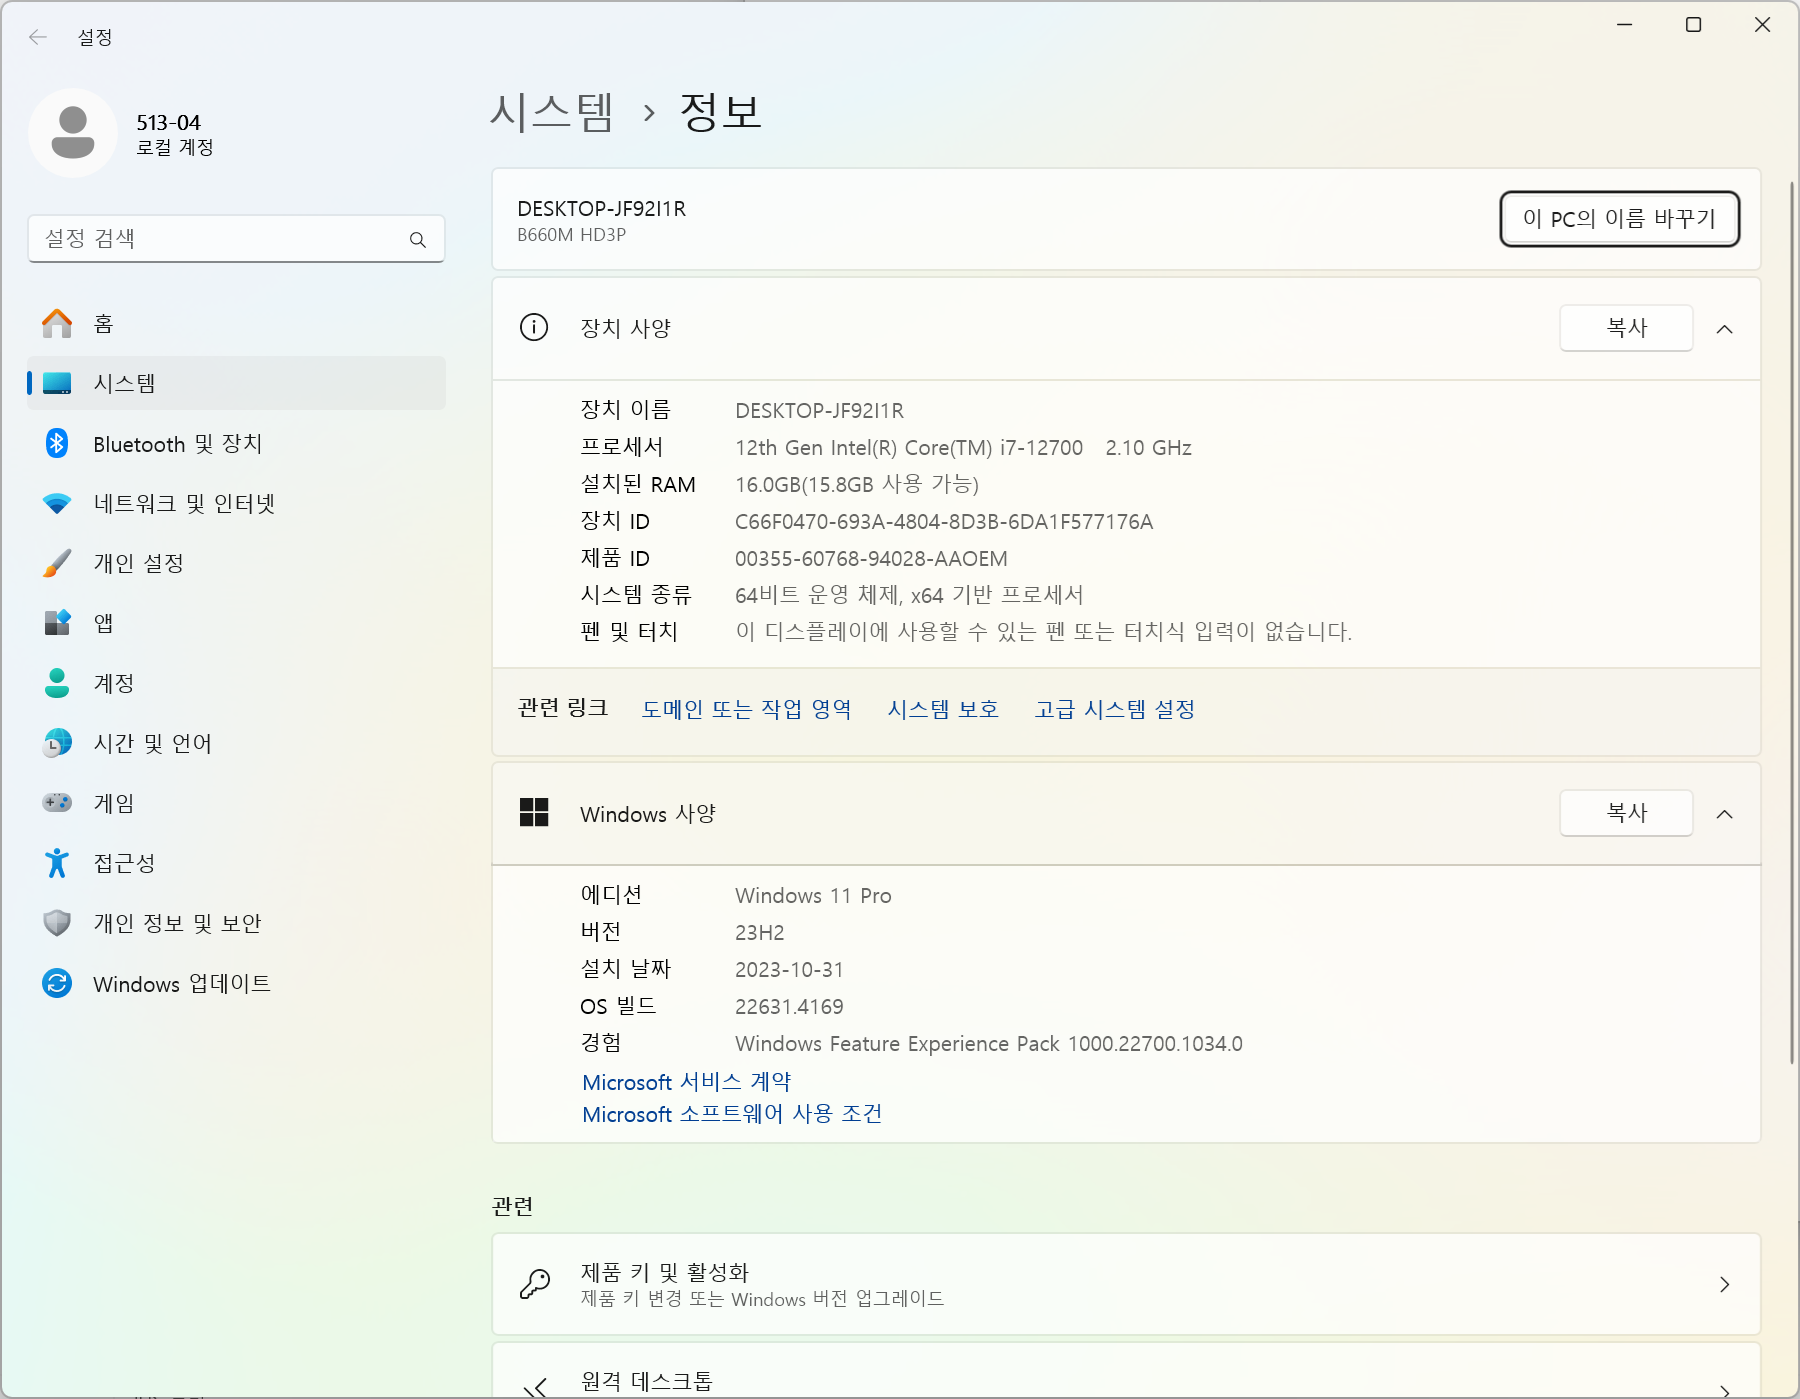 설정
513-04
로컬 계정
설정 검색
홈
시스템
Bluetooth 및 장치
네트워크 및 인터넷
개인 설정
앱
계정
시간 및 언어
게임
접근성
개인 정보 및 보안
Windows 업데이트
시스템 › 정보
DESKTOP-JF92I1R
B660M HD3P
이 PC의 이름 바꾸기
장치 사양
복사
장치 이름 DESKTOP-JF92I1R
프로세서 12th Gen Intel(R) Core(TM) i7-12700 2.10 GHz
설치된 RAM 16.0GB(15.8GB 사용 가능)
장치 ID C66F0470-693A-4804-8D3B-6DA1F577176A
제품 ID 00355-60768-94028-AAOEM
시스템 종류 64비트 운영 체제, x64 기반 프로세서
펜 및 터치 이 디스플레이에 사용할 수 있는 펜 또는 터치식 입력이 없습니다.
관련 링크 도메인 또는 작업 영역 시스템 보호 고급 시스템 설정
Windows 사양
복사
에디션 Windows 11 Pro
버전 23H2
설치 날짜 2023-10-31
OS 빌드 22631.4169
경험 Windows Feature Experience Pack 1000.22700.1034.0
Microsoft 서비스 계약
Microsoft 소프트웨어 사용 조건
관련
제품 키 및 활성화
제품 키 변경 또는 Windows 버전 업그레이드
원격 데스크톱